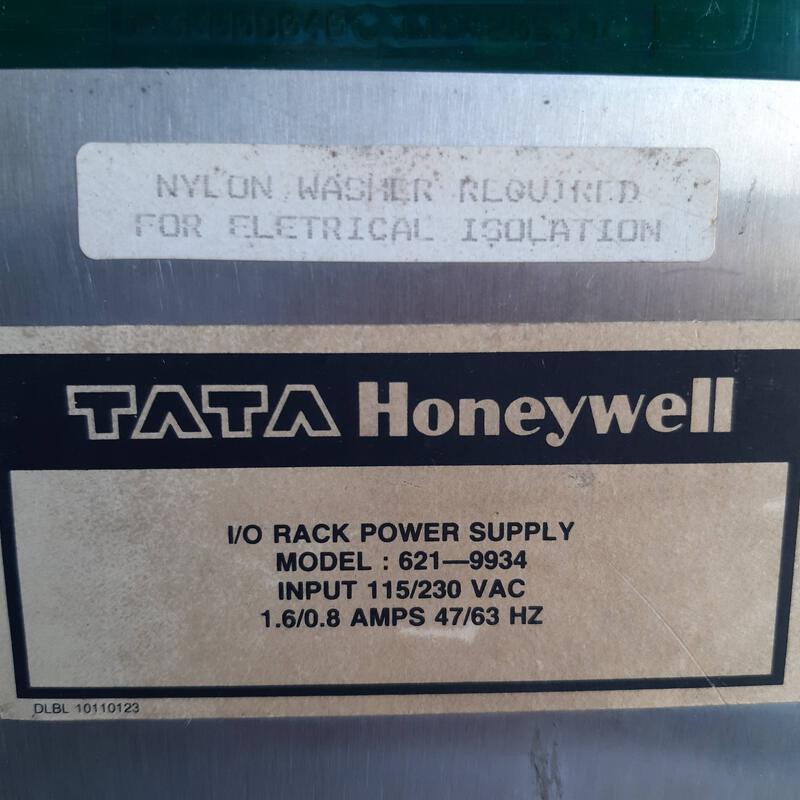 NYLON WASHER REQUIRED
FOR ELETRICAL ISOLATION
TATA Honeywell
I/O RACK POWER SUPPLY
MODEL : 621—9934
INPUT 115/230 VAC
1.6/0.8 AMPS 47/63 HZ
DLBL 10110123